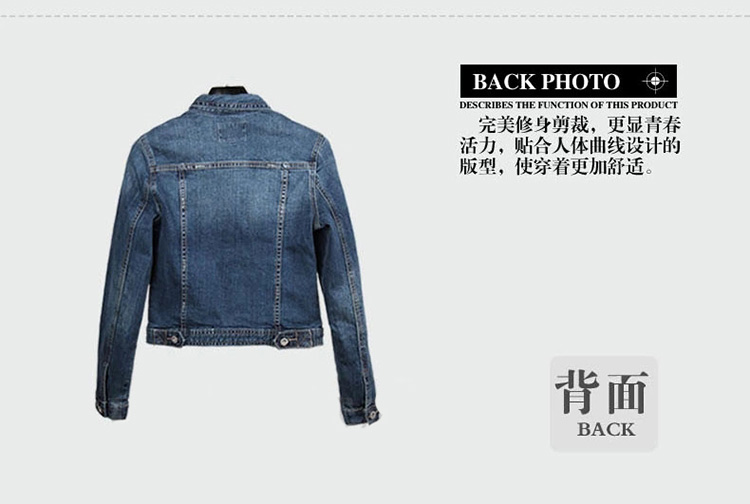 BACK PHOTO
DESCRIBES THE FUNCTION OF THIS PRODUCT
完美修身剪裁，更显青春
活力，贴合人体曲线设计的
版型，使穿着更加舒适。
背面
BACK